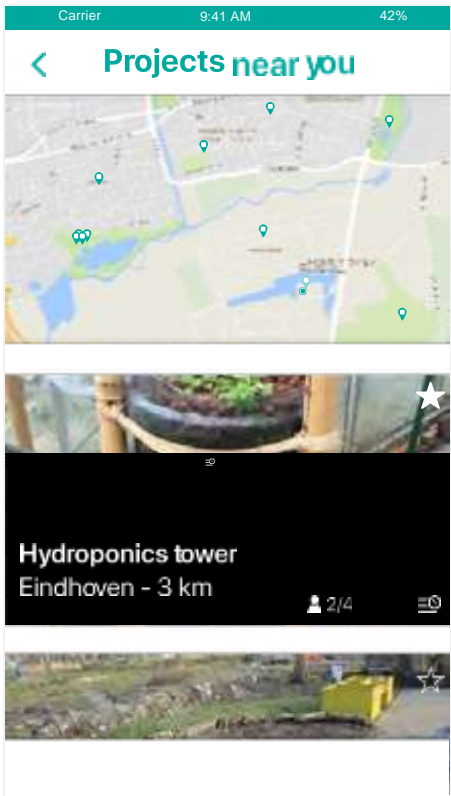 Carrier 9:41 AM 42%
Projects near you
Hydroponics tower
Eindhoven - 3 km
2/4